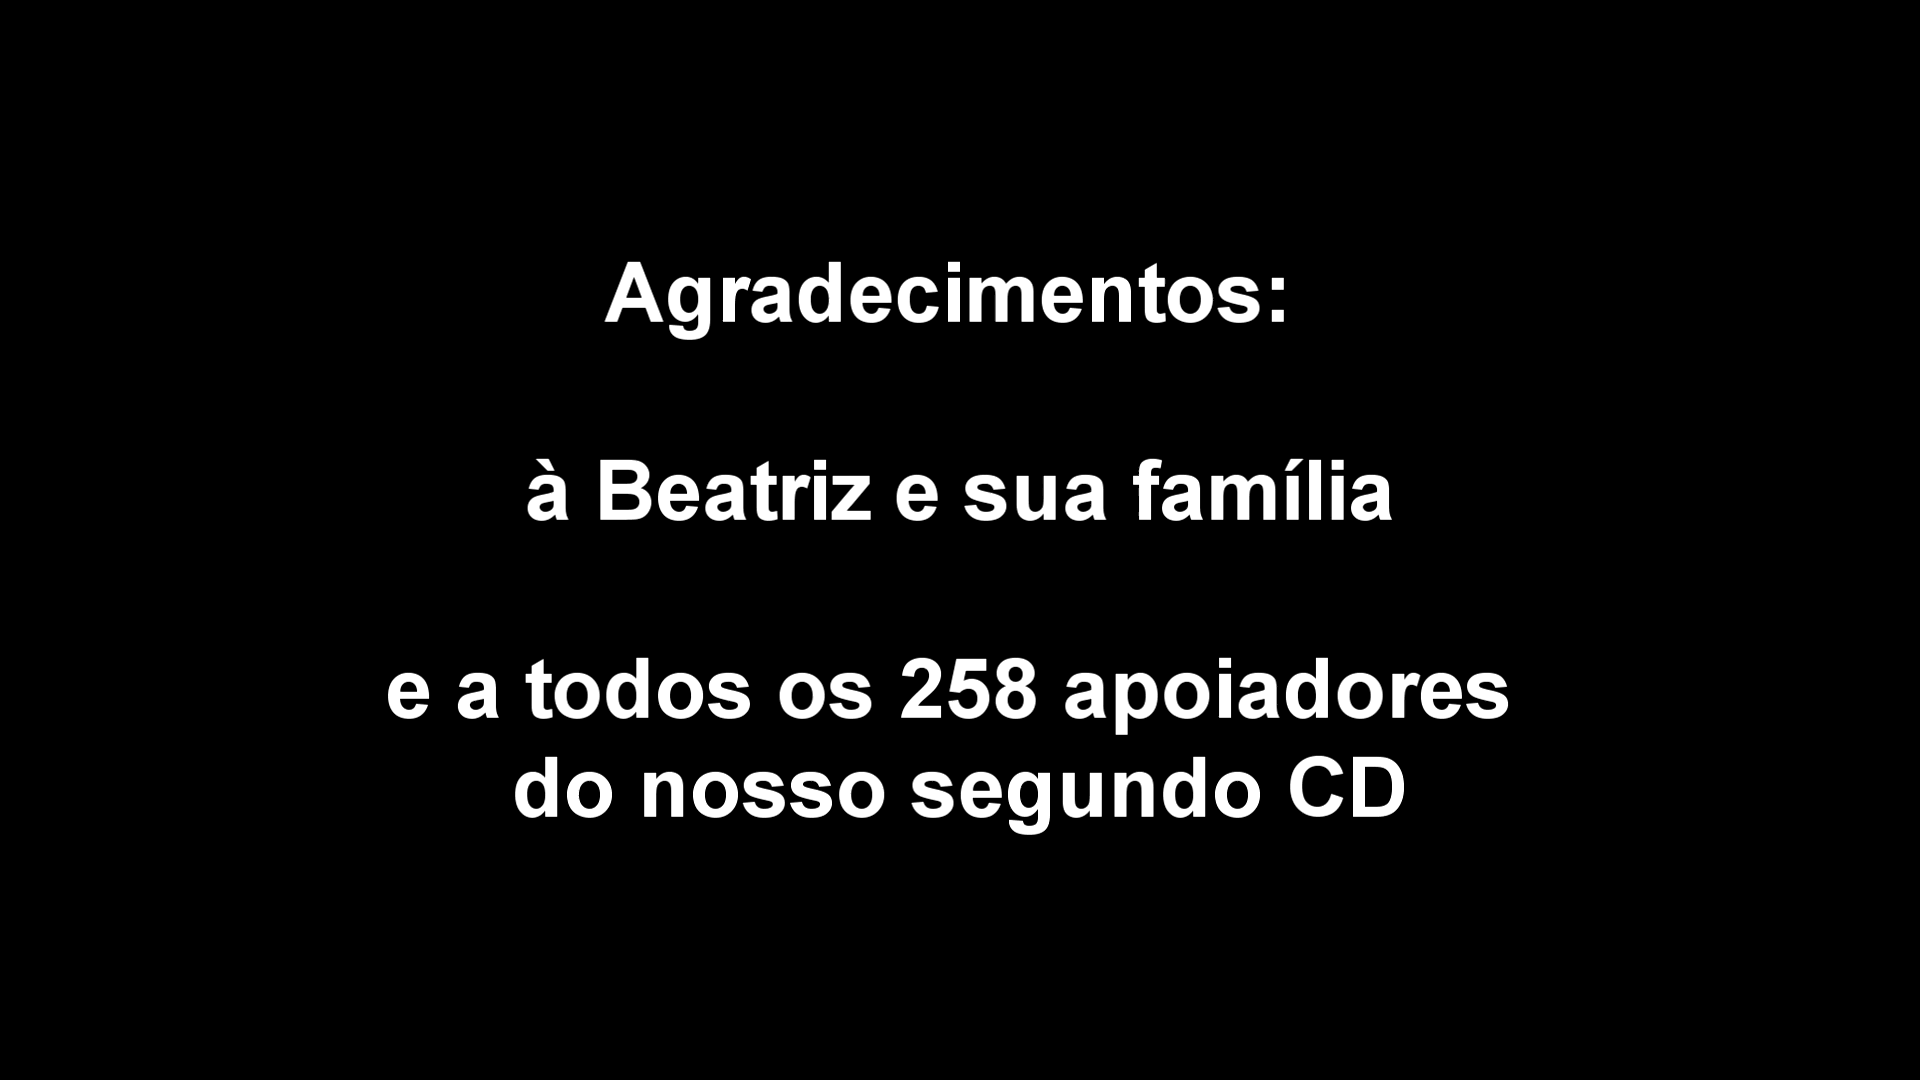 Agradecimentos:
à Beatriz e sua família
e a todos os 258 apoiadores
do nosso segundo CD